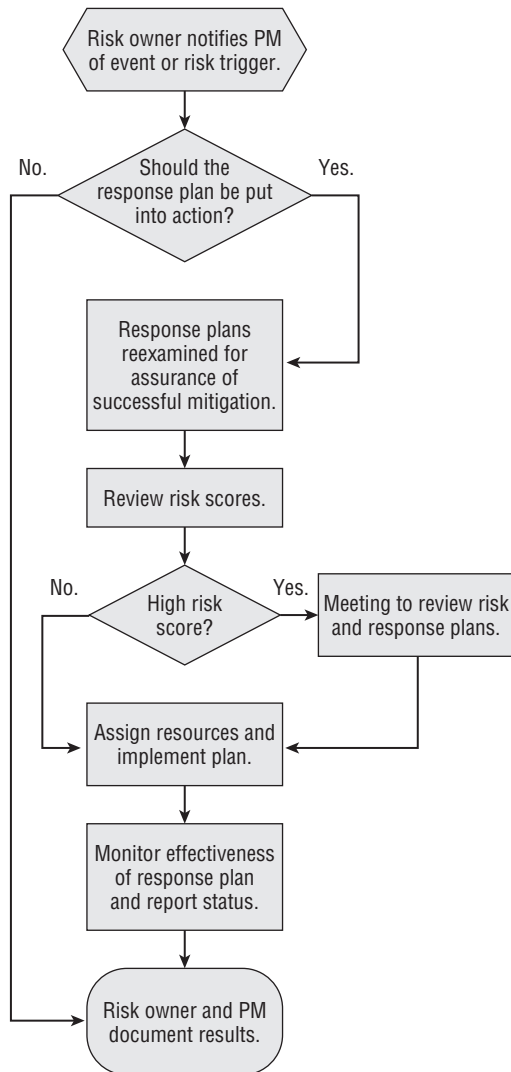 Risk owner notifies PM
of event or risk trigger.
No.
Should the
response plan be put
into action?
Yes.
Response plans
reexamined for
assurance of
successful mitigation.
Review risk scores.
No.
High risk
score?
Yes.
Meeting to review risk
and response plans.
Assign resources and
implement plan.
Monitor effectiveness
of response plan
and report status.
Risk owner and PM
document results.